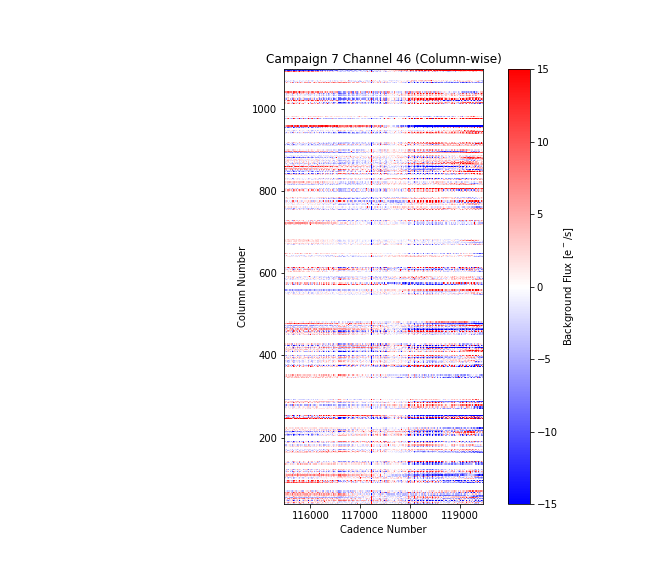 Campaign 7 Channel 46 (Column-wise)
1000
800
600
400
200
Column Number
116000 117000 118000 119000
Cadence Number
15
10
5
0
−5
−10
−15
Background Flux [e⁻/s]